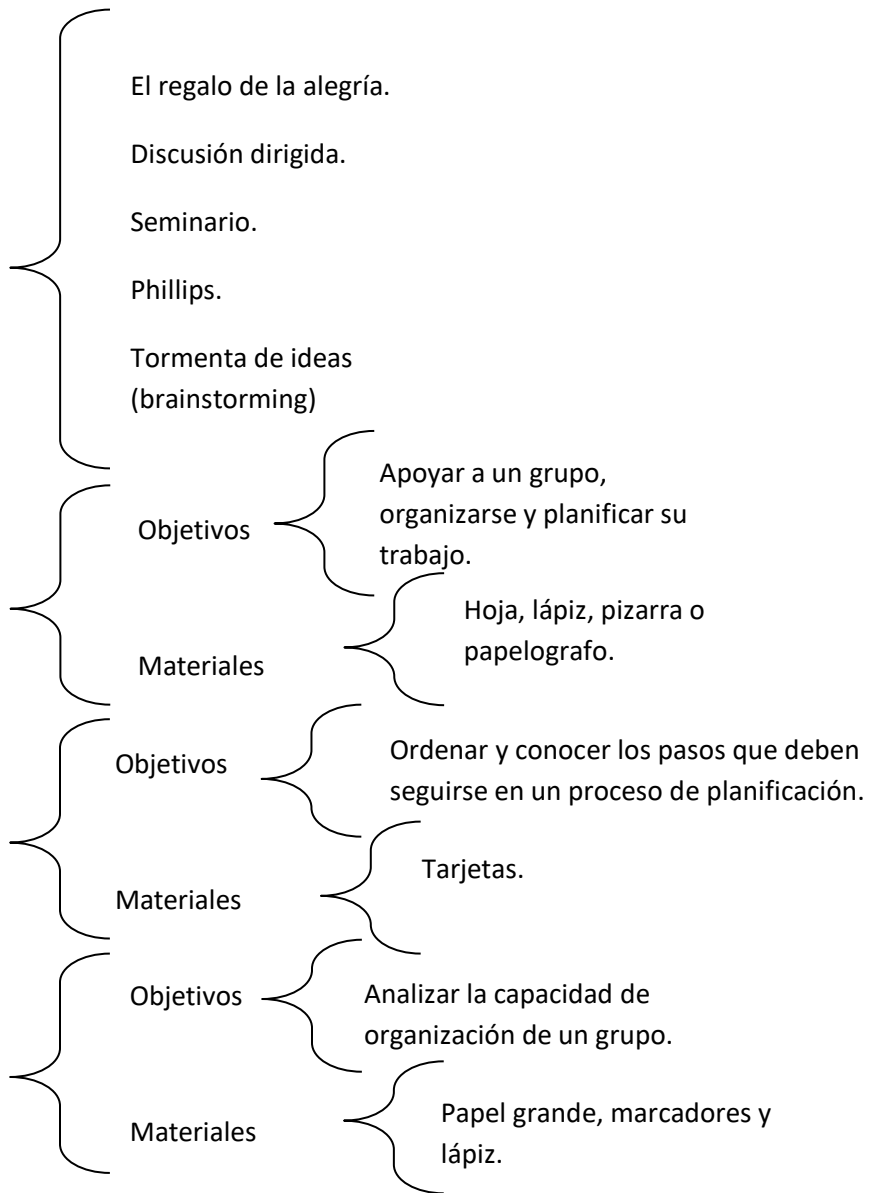 El regalo de la alegría.
Discusión dirigida.
Seminario.
Phillips.
Tormenta de ideas
(brainstorming)
Objetivos
Apoyar a un grupo,
organizarse y planificar su
trabajo.
Materiales
Hoja, lápiz, pizarra o
papelografo.
Objetivos
Ordenar y conocer los pasos que deben
seguirse en un proceso de planificación.
Materiales
Tarjetas.
Objetivos
Analizar la capacidad de
organización de un grupo.
Materiales
Papel grande, marcadores y
lápiz.